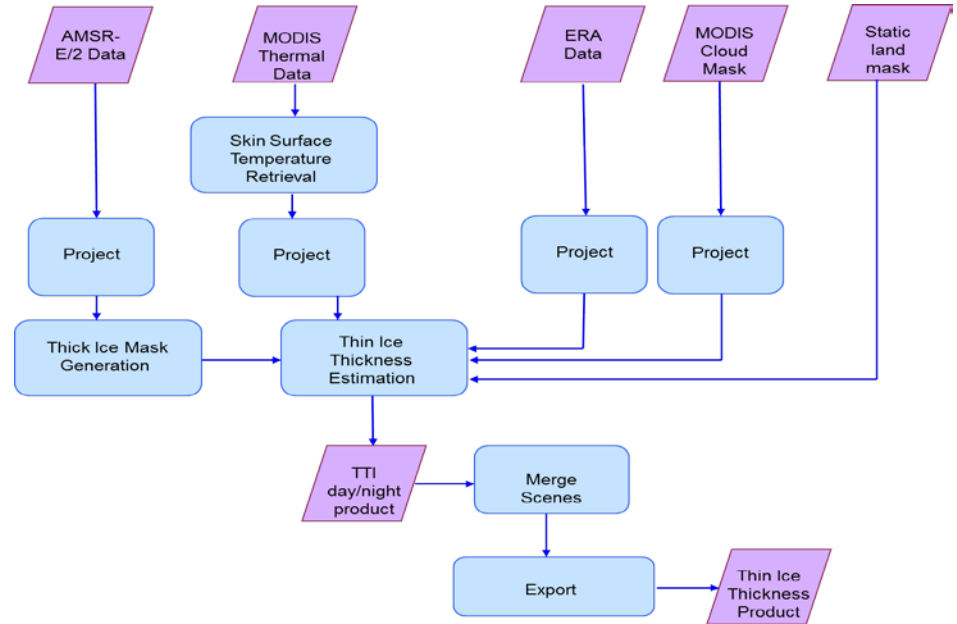 AMSR-
E/2 Data
MODIS
Thermal
Data
ERA
Data
MODIS
Cloud
Mask
Static
land
mask
Skin Surface
Temperature
Retrieval
Project
Project
Project
Project
Thick Ice Mask
Generation
Thin Ice
Thickness
Estimation
TTI
day/night
product
Merge
Scenes
Export
Thin Ice
Thickness
Product